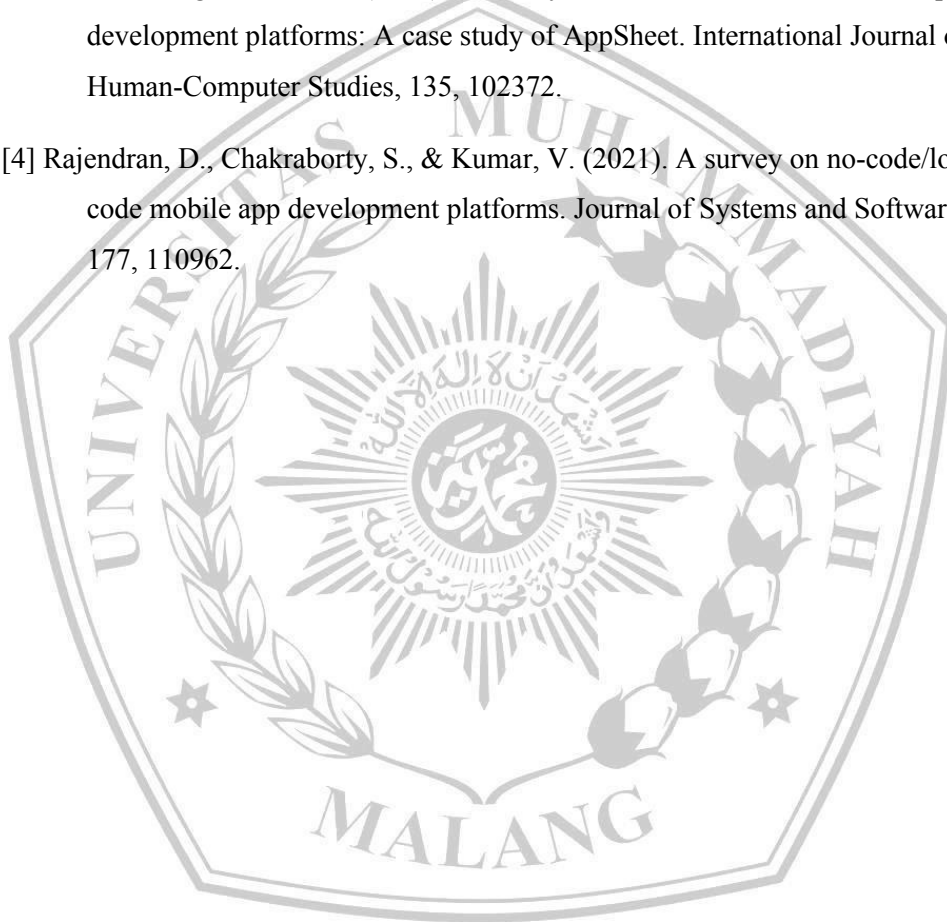 development platforms: A case study of AppSheet. International Journal
Human-Computer Studies, 135, 102372.
[4] Rajendran, D., Chakraborty, S., & Kumar, V. (2021). A survey on no-code/lo
code mobile app development platforms. Journal of Systems and Softwar
177, 110962.
UNIVERSITAS MUHAMMADIYAH
MALANG